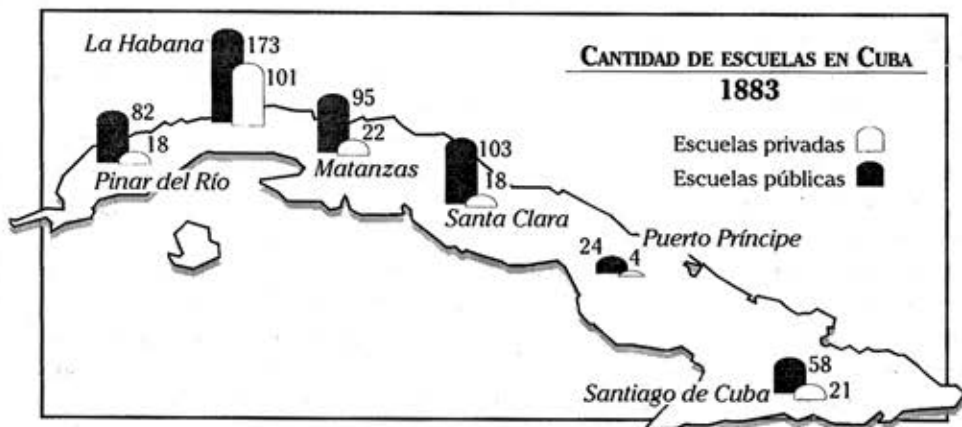 CANTIDAD DE ESCUELAS EN CUBA
1883
Escuelas privadas
Escuelas públicas
La Habana
173
101
82
18
Pinar del Río
95
22
Matanzas
103
18
Santa Clara
Puerto Príncipe
24
4
58
21
Santiago de Cuba